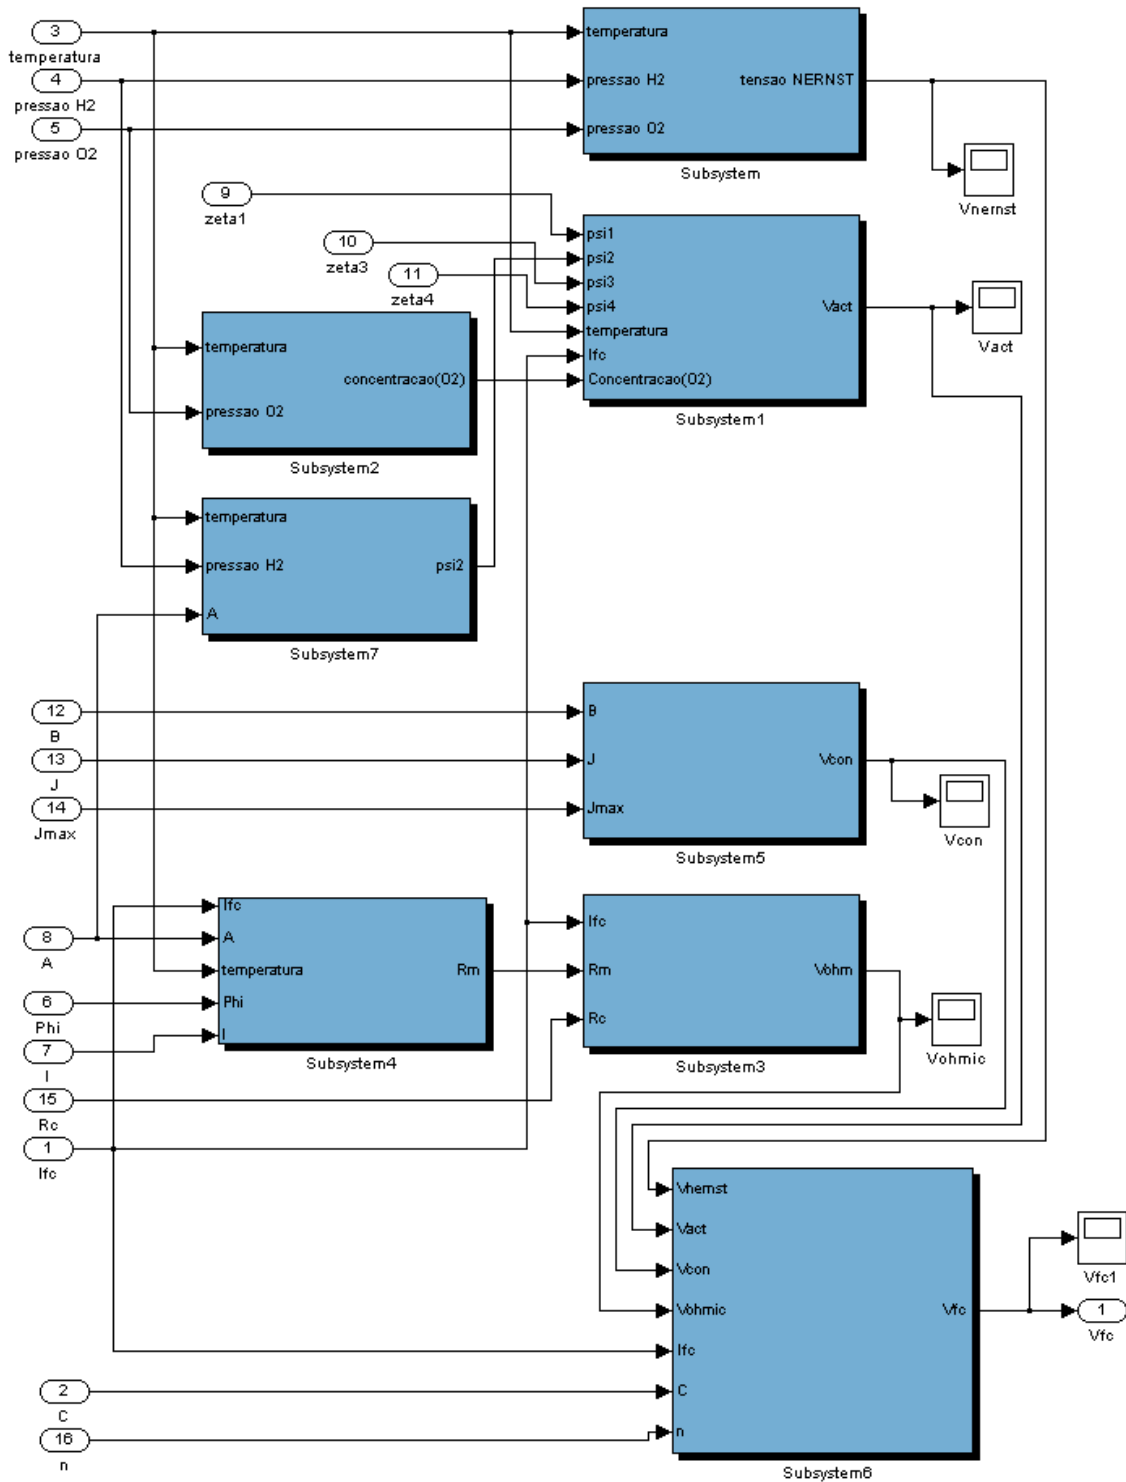 3
temperatura
4
pressao H2
5
pressao O2
temperatura
pressao H2
tensao NERNST
pressao O2
Subsystem
Vnernst
9
zeta1
10
zeta3
11
zeta4
psi1
psi2
psi3
psi4
temperatura
Ifc
Concentracao(O2)
Vact
Subsystem1
Vact
temperatura
concentracao(O2)
pressao O2
Subsystem2
temperatura
pressao H2
psi2
A
Subsystem7
12
B
13
J
14
Jmax
B
J
Vcon
Jmax
Subsystem5
Vcon
8
A
6
Phi
7
l
15
Rc
1
Ifc
Ifc
A
temperatura
Rm
Phi
l
Subsystem4
Ifc
Rm
Vohm
Rc
Subsystem3
Vohmic
Vhernst
Vact
Vcon
Vohmic
Vfc
Ifc
C
n
Subsystem6
Vfc1
1
Vfc
2
C
16
n